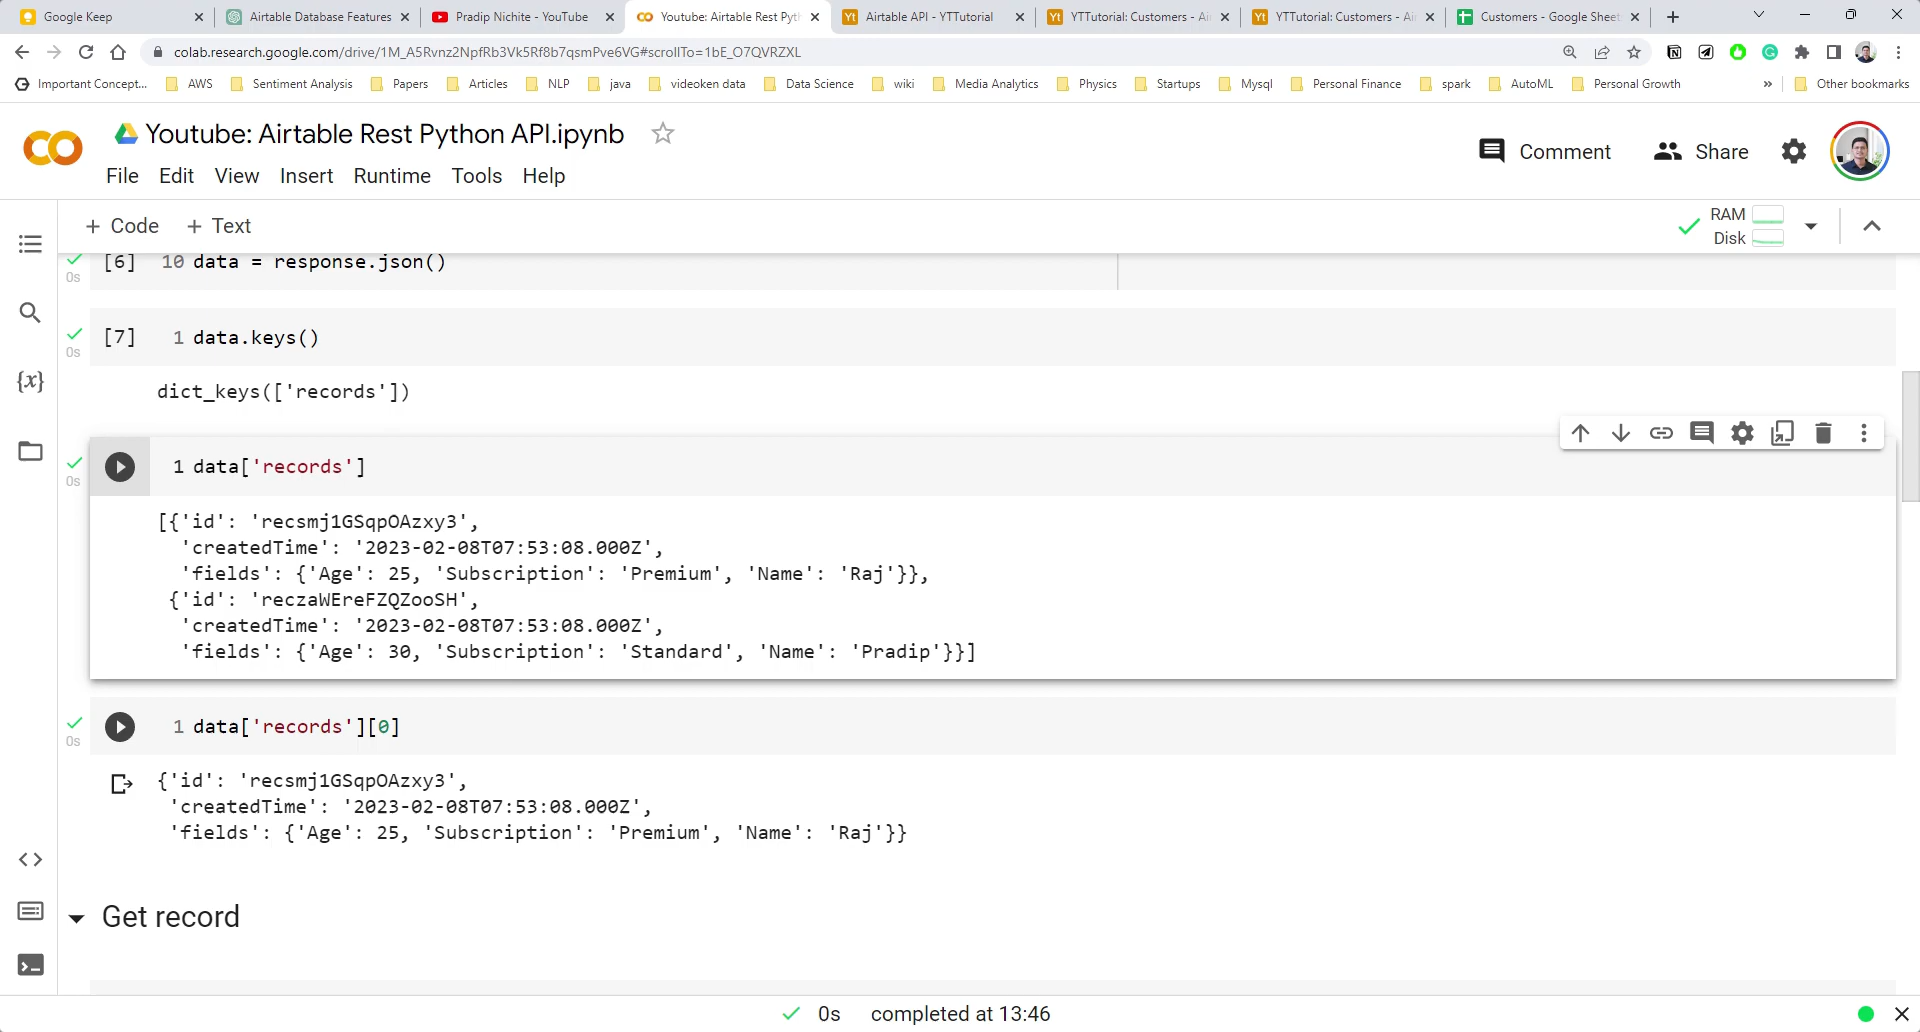 Google Keep
Airtable Database Features
Pradip Nichite - YouTube
Youtube: Airtable Rest Pyth
Airtable API - YTTutorial
YTTutorial: Customers - Ai
YTTutorial: Customers - Ai
Customers - Google Sheet
colab.research.google.com/drive/1M_A5Rvnz2NpfRb3Vk5Rf8b7qsmPve6VG#scrollTo=1bE_O7QVRZXL
Important Concept... AWS Sentiment Analysis Papers Articles NLP java videoken data Data Science wiki Media Analytics Physics Startups Mysql Personal Finance spark AutoML Personal Growth » Other bookmarks
Youtube: Airtable Rest Python API.ipynb
Comment Share
File Edit View Insert Runtime Tools Help
+ Code + Text
RAM
Disk
[6] 10 data = response.json()
0s
[7] 1 data.keys()
0s
dict_keys(['records'])
1 data['records']
0s
[{'id': 'recsmj1GSqpOAzxy3',
'createdTime': '2023-02-08T07:53:08.000Z',
'fields': {'Age': 25, 'Subscription': 'Premium', 'Name': 'Raj'}},
{'id': 'reczaWEreFZQZooSH',
'createdTime': '2023-02-08T07:53:08.000Z',
'fields': {'Age': 30, 'Subscription': 'Standard', 'Name': 'Pradip'}}]
1 data['records'][0]
0s
{'id': 'recsmj1GSqpOAzxy3',
'createdTime': '2023-02-08T07:53:08.000Z',
'fields': {'Age': 25, 'Subscription': 'Premium', 'Name': 'Raj'}}
Get record
0s completed at 13:46